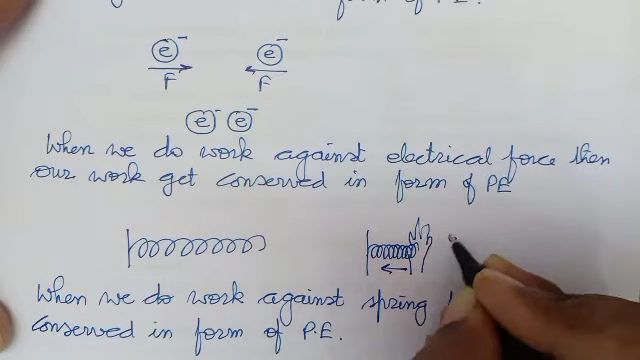 form of P.E.
e⁻ e⁻
F F
e⁻ e⁻
When we do work against electrical force then
our work get conserved in form of PE
When we do work against spring
conserved in form of P.E.